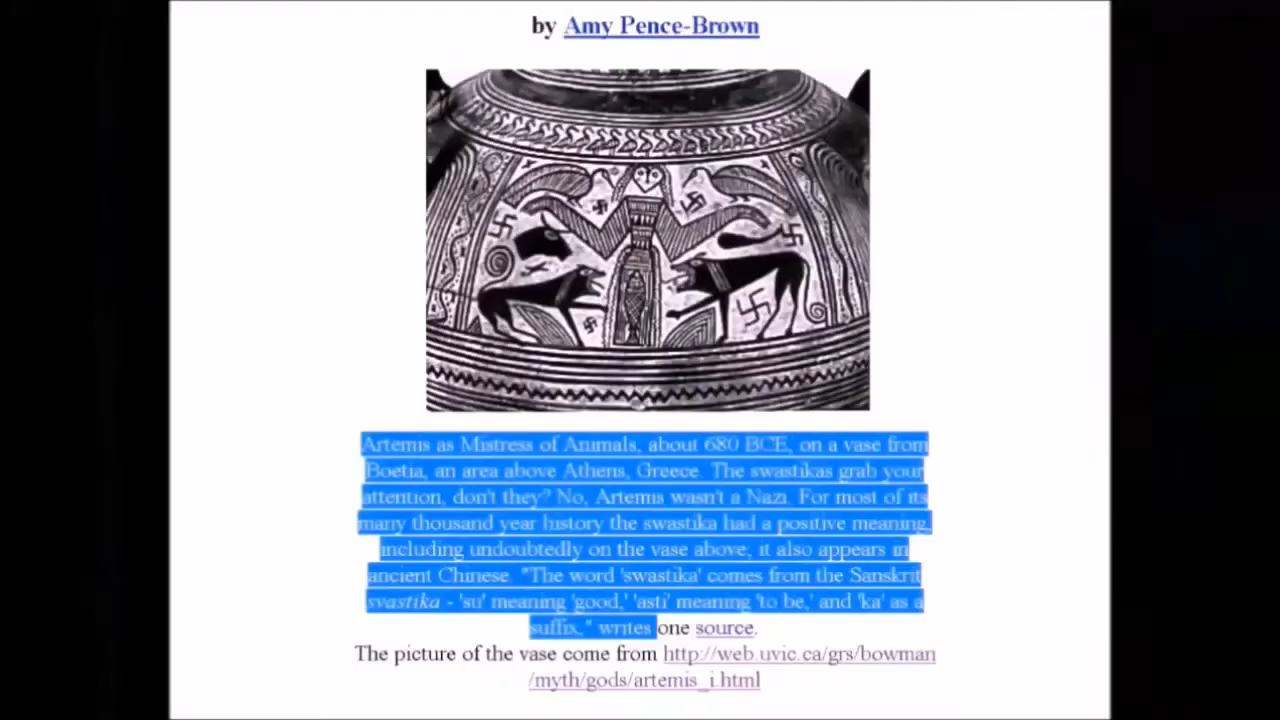 by Amy Pence-Brown
Artemis as Mistress of Animals, about 680 BCE, on a vase from
Boetia, an area above Athens, Greece. The swastikas grab your
attention, don't they? No, Artemis wasn't a Nazi. For most of its
many thousand year history the swastika had a positive meaning,
including undoubtedly on the vase above; it also appears in
ancient Chinese. "The word 'swastika' comes from the Sanskrit
svastika - 'su' meaning 'good,' 'asti' meaning 'to be,' and 'ka' as a
suffix," writes one source.
The picture of the vase come from http://web.uvic.ca/grs/bowman
/myth/gods/artemis_i.html